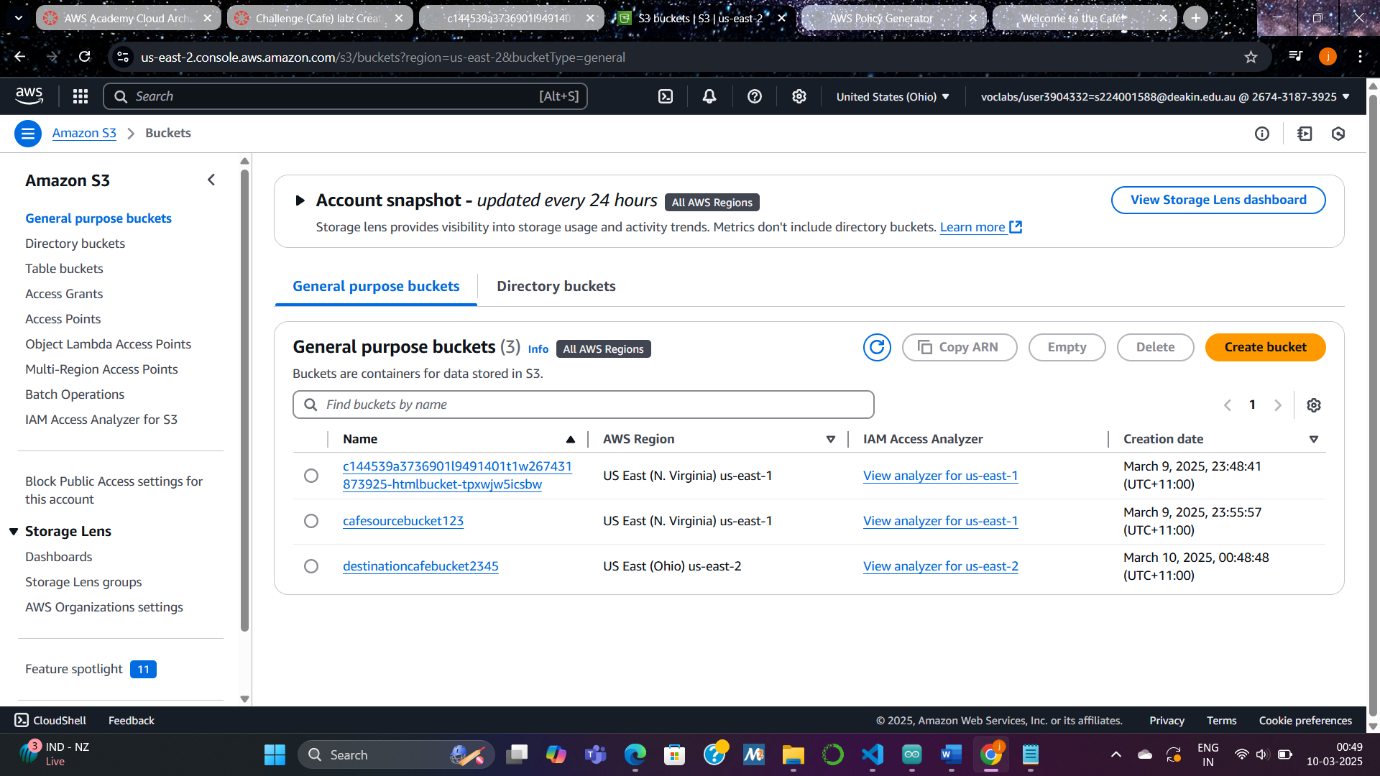 AWS Academy Cloud Arch
Challenge (Cafe) lab: Crea
c144539a3736901l949140
S3 buckets | S3 | us-east-2
AWS Policy Generator
Welcome to the Café!
us-east-2.console.aws.amazon.com/s3/buckets?region=us-east-2&bucketType=general
aws
Search
[Alt+S]
United States (Ohio)
voclabs/user3904332=s224001588@deakin.edu.au @ 2674-3187-3925
Amazon S3
Buckets
Amazon S3
General purpose buckets
Directory buckets
Table buckets
Access Grants
Access Points
Object Lambda Access Points
Multi-Region Access Points
Batch Operations
IAM Access Analyzer for S3
Block Public Access settings for
this account
Storage Lens
Dashboards
Storage Lens groups
AWS Organizations settings
Feature spotlight 11
Account snapshot - updated every 24 hours All AWS Regions
View Storage Lens dashboard
Storage lens provides visibility into storage usage and activity trends. Metrics don't include directory buckets. Learn more
General purpose buckets
Directory buckets
General purpose buckets (3) Info All AWS Regions
Copy ARN
Empty
Delete
Create bucket
Buckets are containers for data stored in S3.
Find buckets by name
1
Name
AWS Region
IAM Access Analyzer
Creation date
c144539a3736901l9491401t1w267431
873925-htmlbucket-tpxwjw5icsbw
US East (N. Virginia) us-east-1
View analyzer for us-east-1
March 9, 2025, 23:48:41
(UTC+11:00)
cafesourcebucket123
US East (N. Virginia) us-east-1
View analyzer for us-east-1
March 9, 2025, 23:55:57
(UTC+11:00)
destinationcafebucket2345
US East (Ohio) us-east-2
View analyzer for us-east-2
March 10, 2025, 00:48:48
(UTC+11:00)
CloudShell
Feedback
© 2025, Amazon Web Services, Inc. or its affiliates.
Privacy
Terms
Cookie preferences
3
IND - NZ
Live
Search
ENG
IN
00:49
10-03-2025